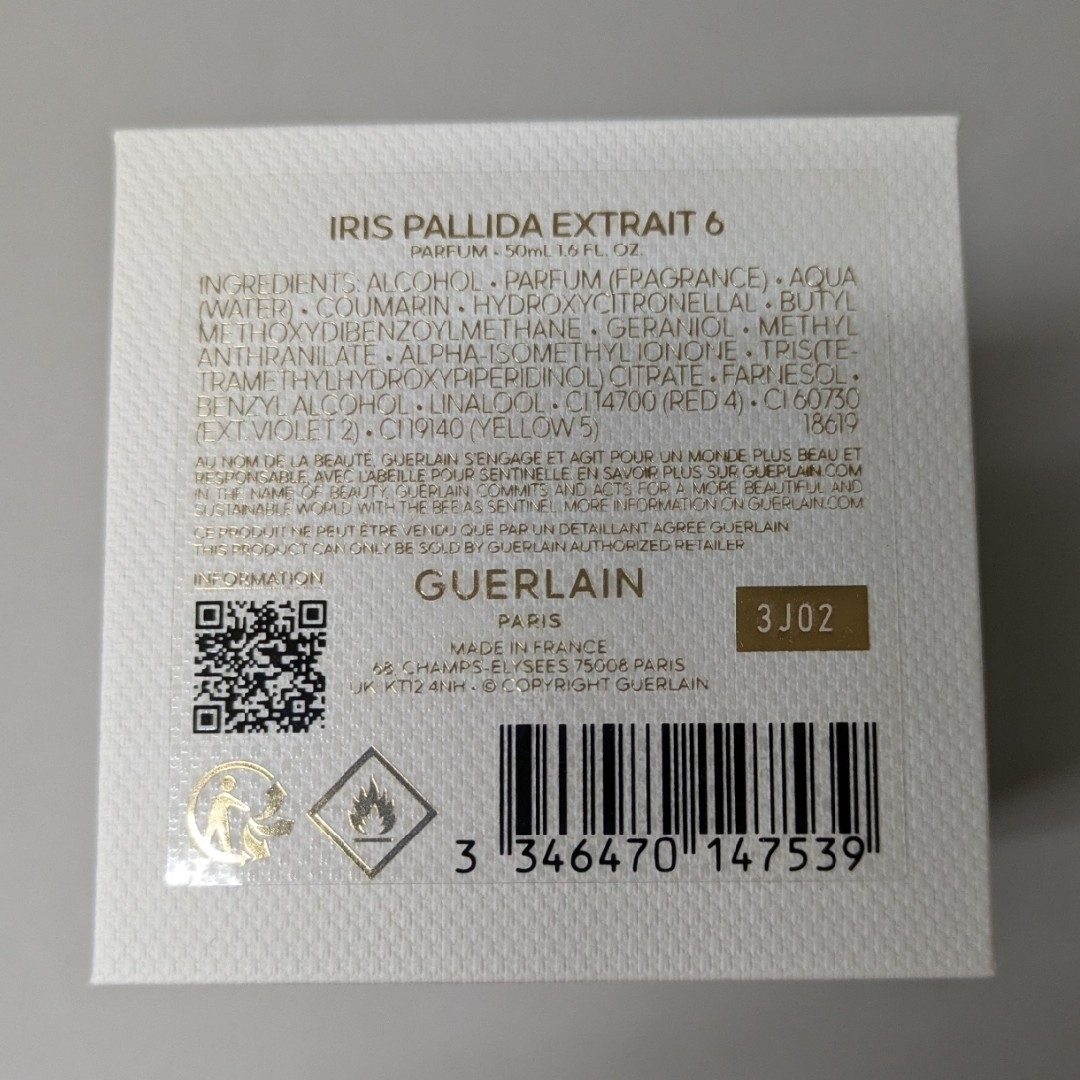 IRIS PALLIDA EXTRAIT 6
PARFUM • 50mL 1.6 FL. OZ.
INGREDIENTS: ALCOHOL • PARFUM (FRAGRANCE) • AQUA
(WATER) • COUMARIN • HYDROXYCITRONELLAL • BUTYL
METHOXYDIBENZOYLMETHANE • GERANIOL • METHYL
ANTHRANILATE • ALPHA-ISOMETHYL IONONE • TRIS(TE-
TRAMETHYLHYDROXYPIPERIDINOL) CITRATE • FARNESOL •
BENZYL ALCOHOL • LINALOOL • CI 14700 (RED 4) • CI 60730
(EXT. VIOLET 2) • CI 19140 (YELLOW 5) 18619
AU NOM DE LA BEAUTÉ, GUERLAIN S'ENGAGE ET AGIT POUR UN MONDE PLUS BEAU ET
RESPONSABLE, AVEC L'ABEILLE POUR SENTINELLE. EN SAVOIR PLUS SUR GUERLAIN.COM
IN THE NAME OF BEAUTY, GUERLAIN COMMITS AND ACTS FOR A MORE BEAUTIFUL AND
SUSTAINABLE WORLD WITH THE BEE AS SENTINEL. MORE INFORMATION ON GUERLAIN.COM
CE PRODUIT NE PEUT ÊTRE VENDU QUE PAR UN DÉTAILLANT AGRÉÉ GUERLAIN
THIS PRODUCT CAN ONLY BE SOLD BY GUERLAIN AUTHORIZED RETAILER
INFORMATION
GUERLAIN
PARIS
3J02
MADE IN FRANCE
68, CHAMPS-ELYSEES 75008 PARIS
UK KT12 4NH • © COPYRIGHT GUERLAIN
3 346470 147539